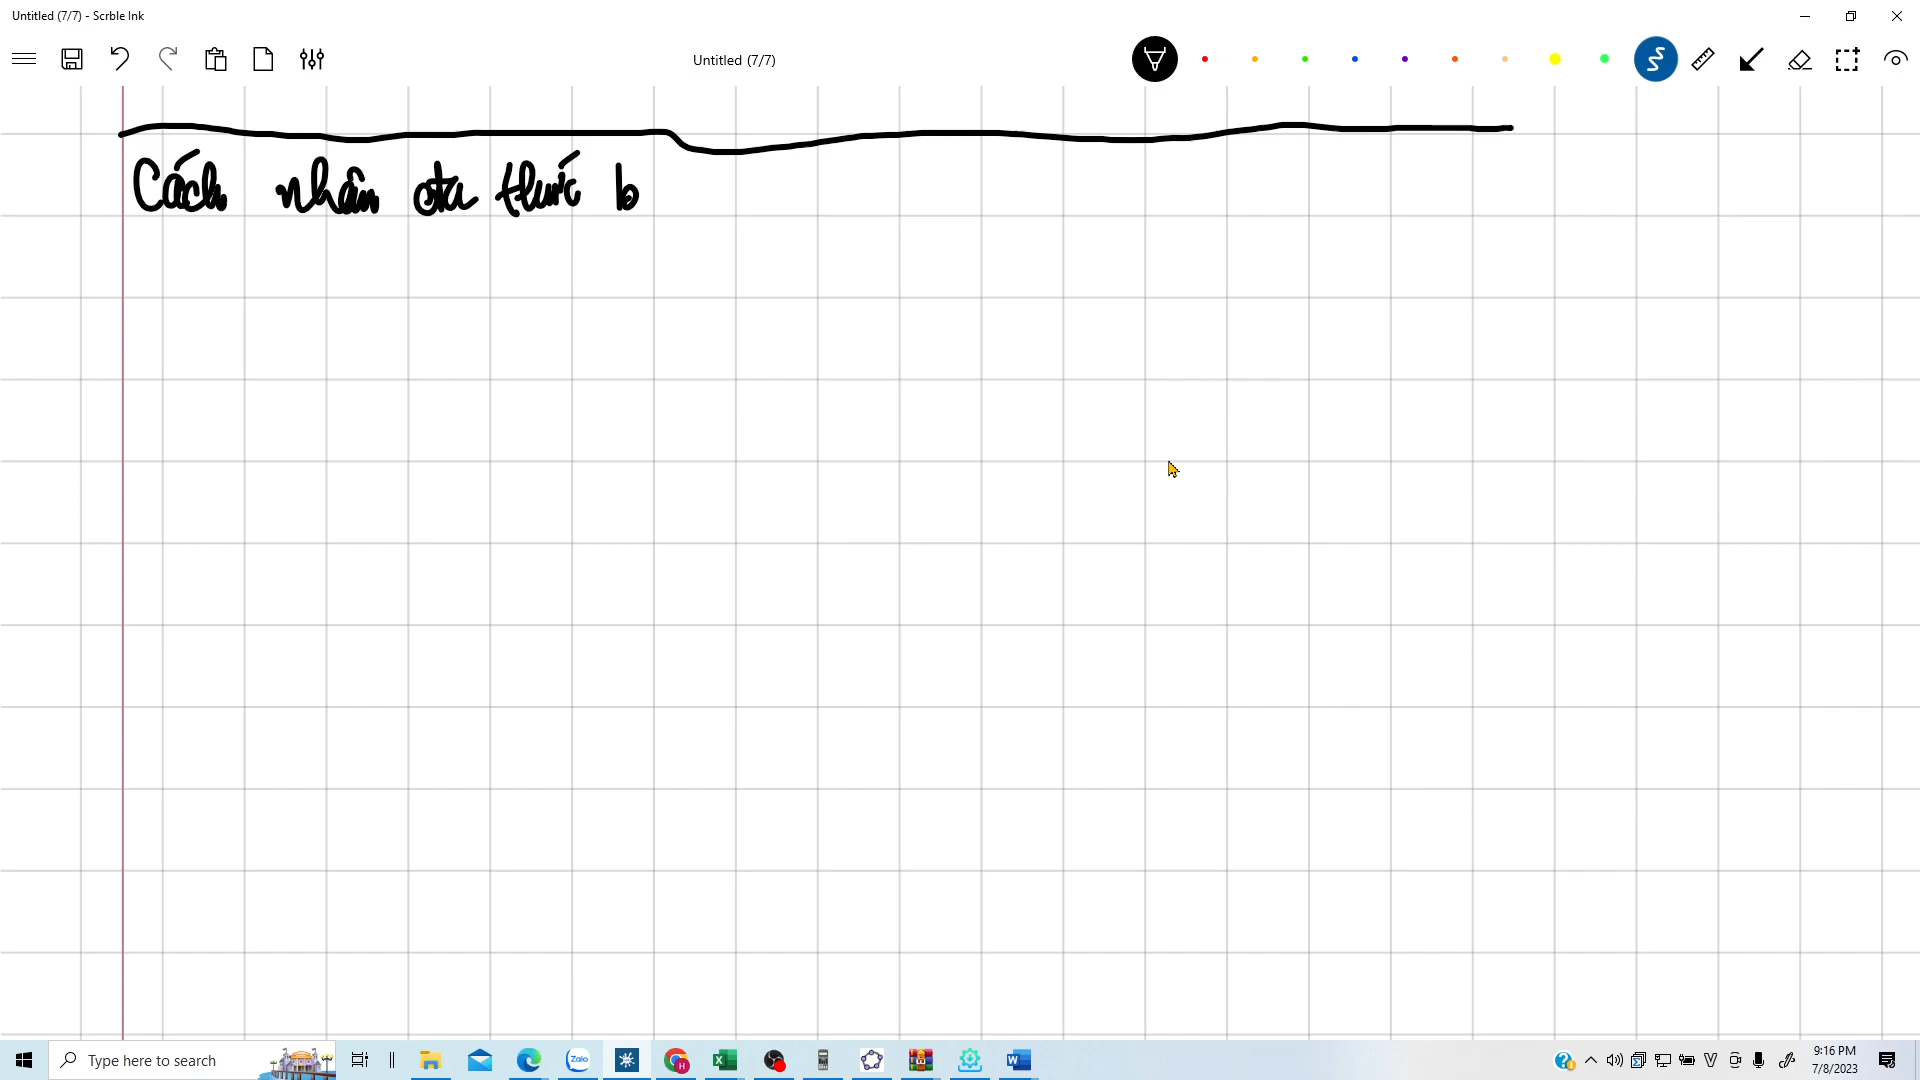 Untitled (7/7) - Scrble Ink
Untitled (7/7)
Cách nhân đa thức b
Type here to search
Zalo
9:16 PM
7/8/2023